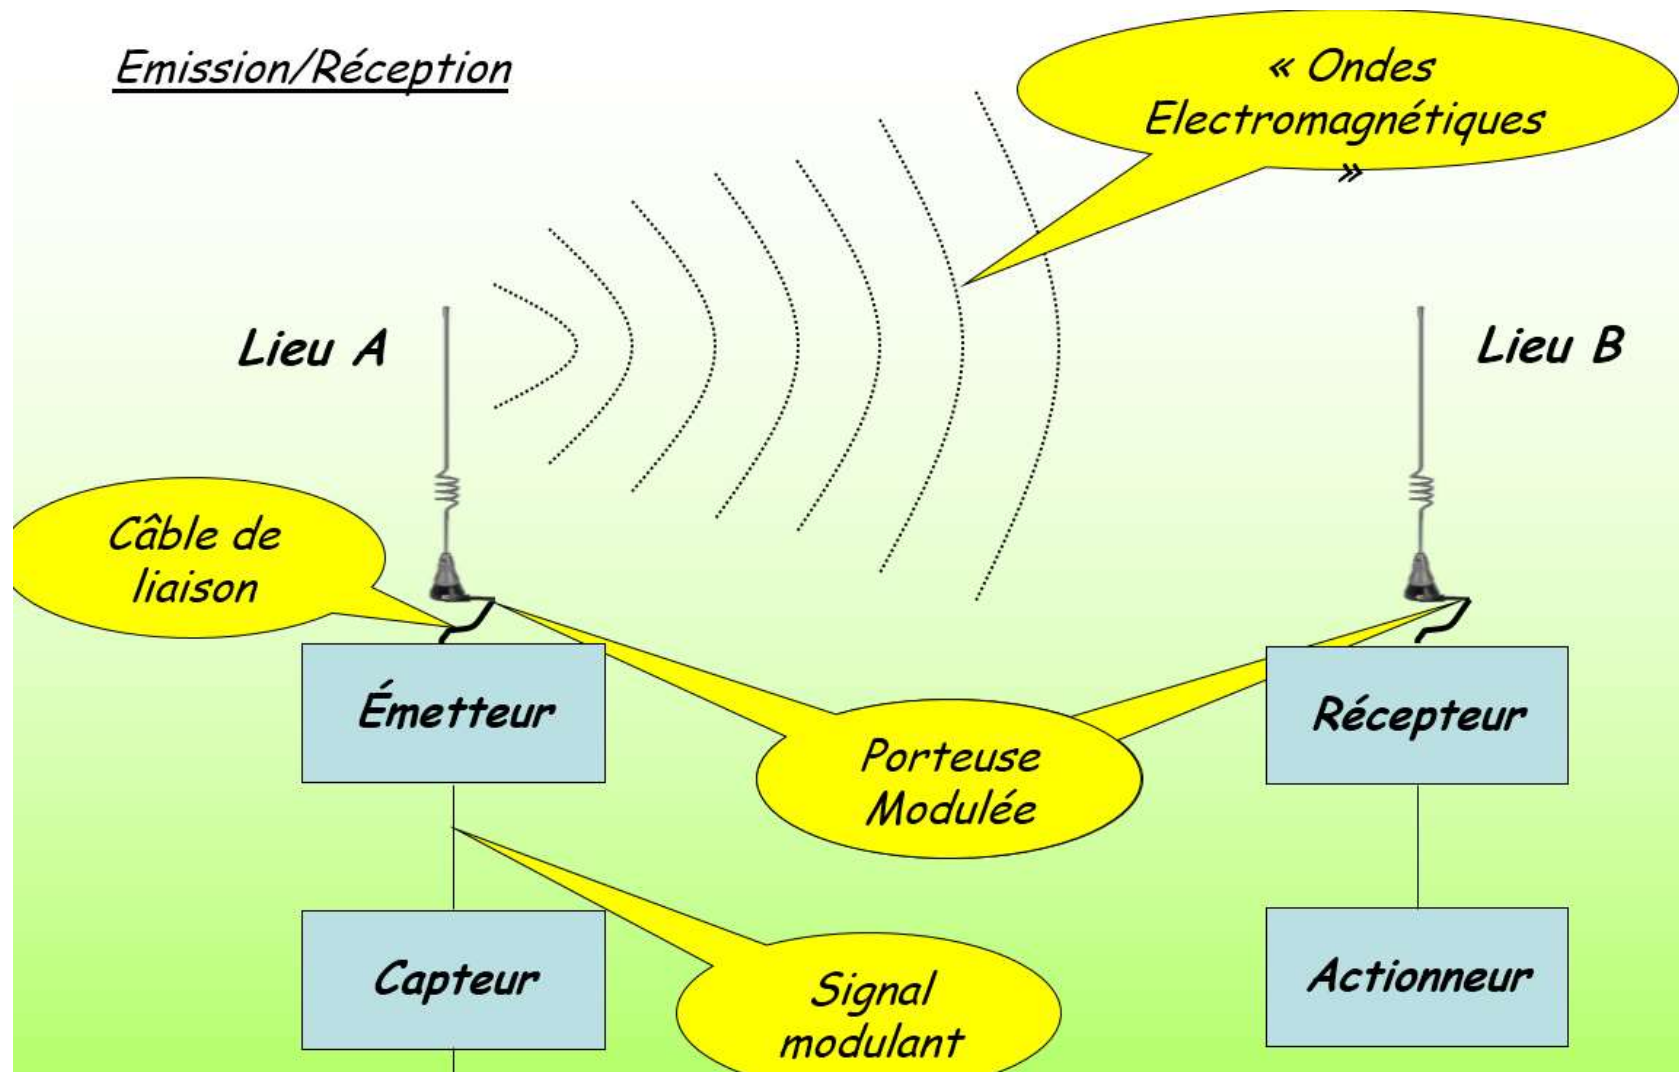 Emission/Réception
« Ondes
Electromagnétiques
»
Lieu A
Lieu B
Câble de
liaison
Émetteur
Récepteur
Porteuse
Modulée
Capteur
Actionneur
Signal
modulant